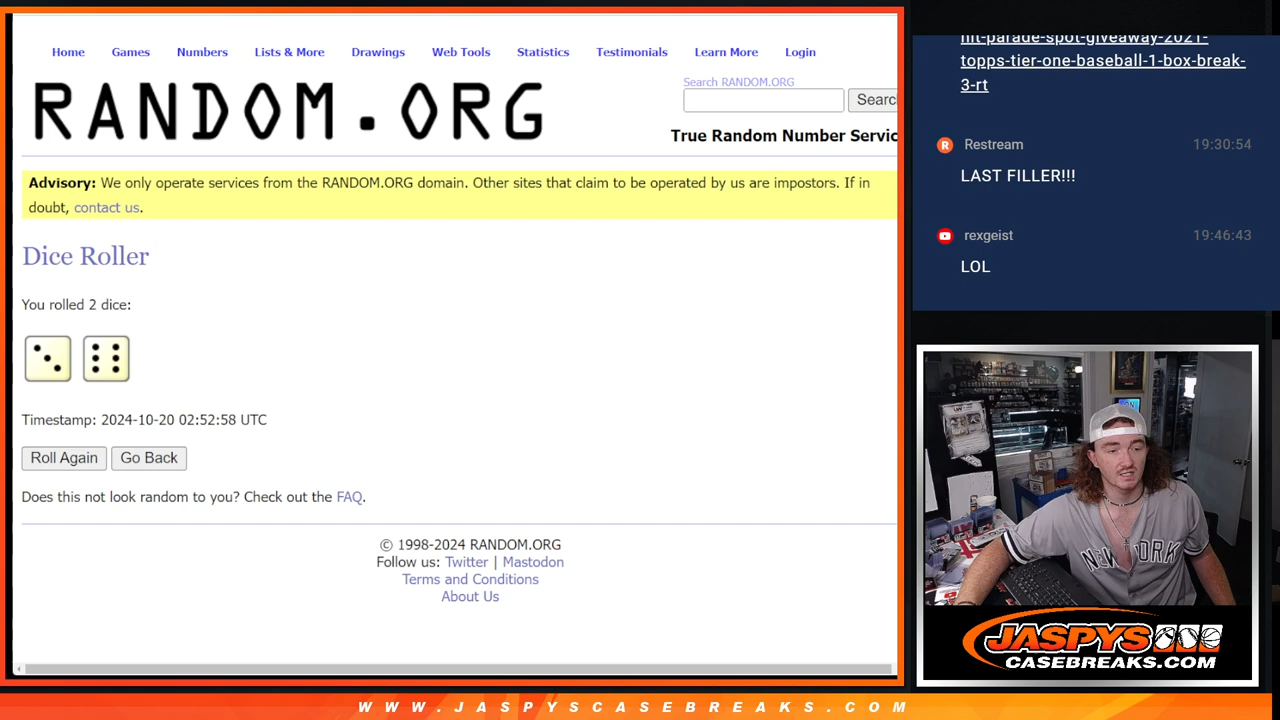 Home Games Numbers Lists & More Drawings Web Tools Statistics Testimonials Learn More Login
RANDOM.ORG
Search RANDOM.ORG
Searc
True Random Number Servic
Advisory: We only operate services from the RANDOM.ORG domain. Other sites that claim to be operated by us are impostors. If in
doubt, contact us.
Dice Roller
You rolled 2 dice:
Timestamp: 2024-10-20 02:52:58 UTC
Roll Again Go Back
Does this not look random to you? Check out the FAQ.
© 1998-2024 RANDOM.ORG
Follow us: Twitter | Mastodon
Terms and Conditions
About Us
hit-parade-spot-giveaway-2021-
topps-tier-one-baseball-1-box-break-
3-rt
Restream 19:30:54
LAST FILLER!!!
rexgeist 19:46:43
LOL
NEW YORK
JASPYS
CASEBREAKS.COM
WWW.JASPYSCASEBREAKS.COM